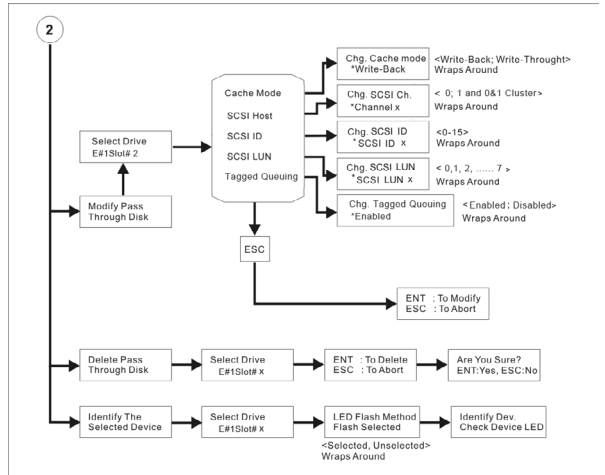 2
Chg. Cache mode
*Write-Back
<Write-Back; Write-Throught>
Wraps Around
Cache Mode
SCSI Host
SCSI ID
SCSI LUN
Tagged Queuing
Chg. SCSI Ch.
*Channel x
< 0; 1 and 0&1 Cluster>
Wraps Around
Select Drive
E#1Slot# 2
Chg. SCSI ID
*SCSI ID x
<0-15>
Wraps Around
Chg. SCSI LUN
*SCSI LUN x
< 0,1, 2, ...... 7 >
Wraps Around
Modify Pass
Through Disk
Chg. Tagged Quouing
*Enabled
<Enabled; Disabled>
Wraps Around
ESC
ENT : To Modify
ESC : To Abort
Delete Pass
Through Disk
Select Drive
E#1Slot# x
ENT : To Delete
ESC : To Abort
Are You Sure?
ENT:Yes, ESC:No
Identify The
Selected Device
Select Drive
E#1Slot# x
LED Flash Method
Flash Selected
<Selected, Unselected>
Wraps Around
Identify Dev.
Check Device LED